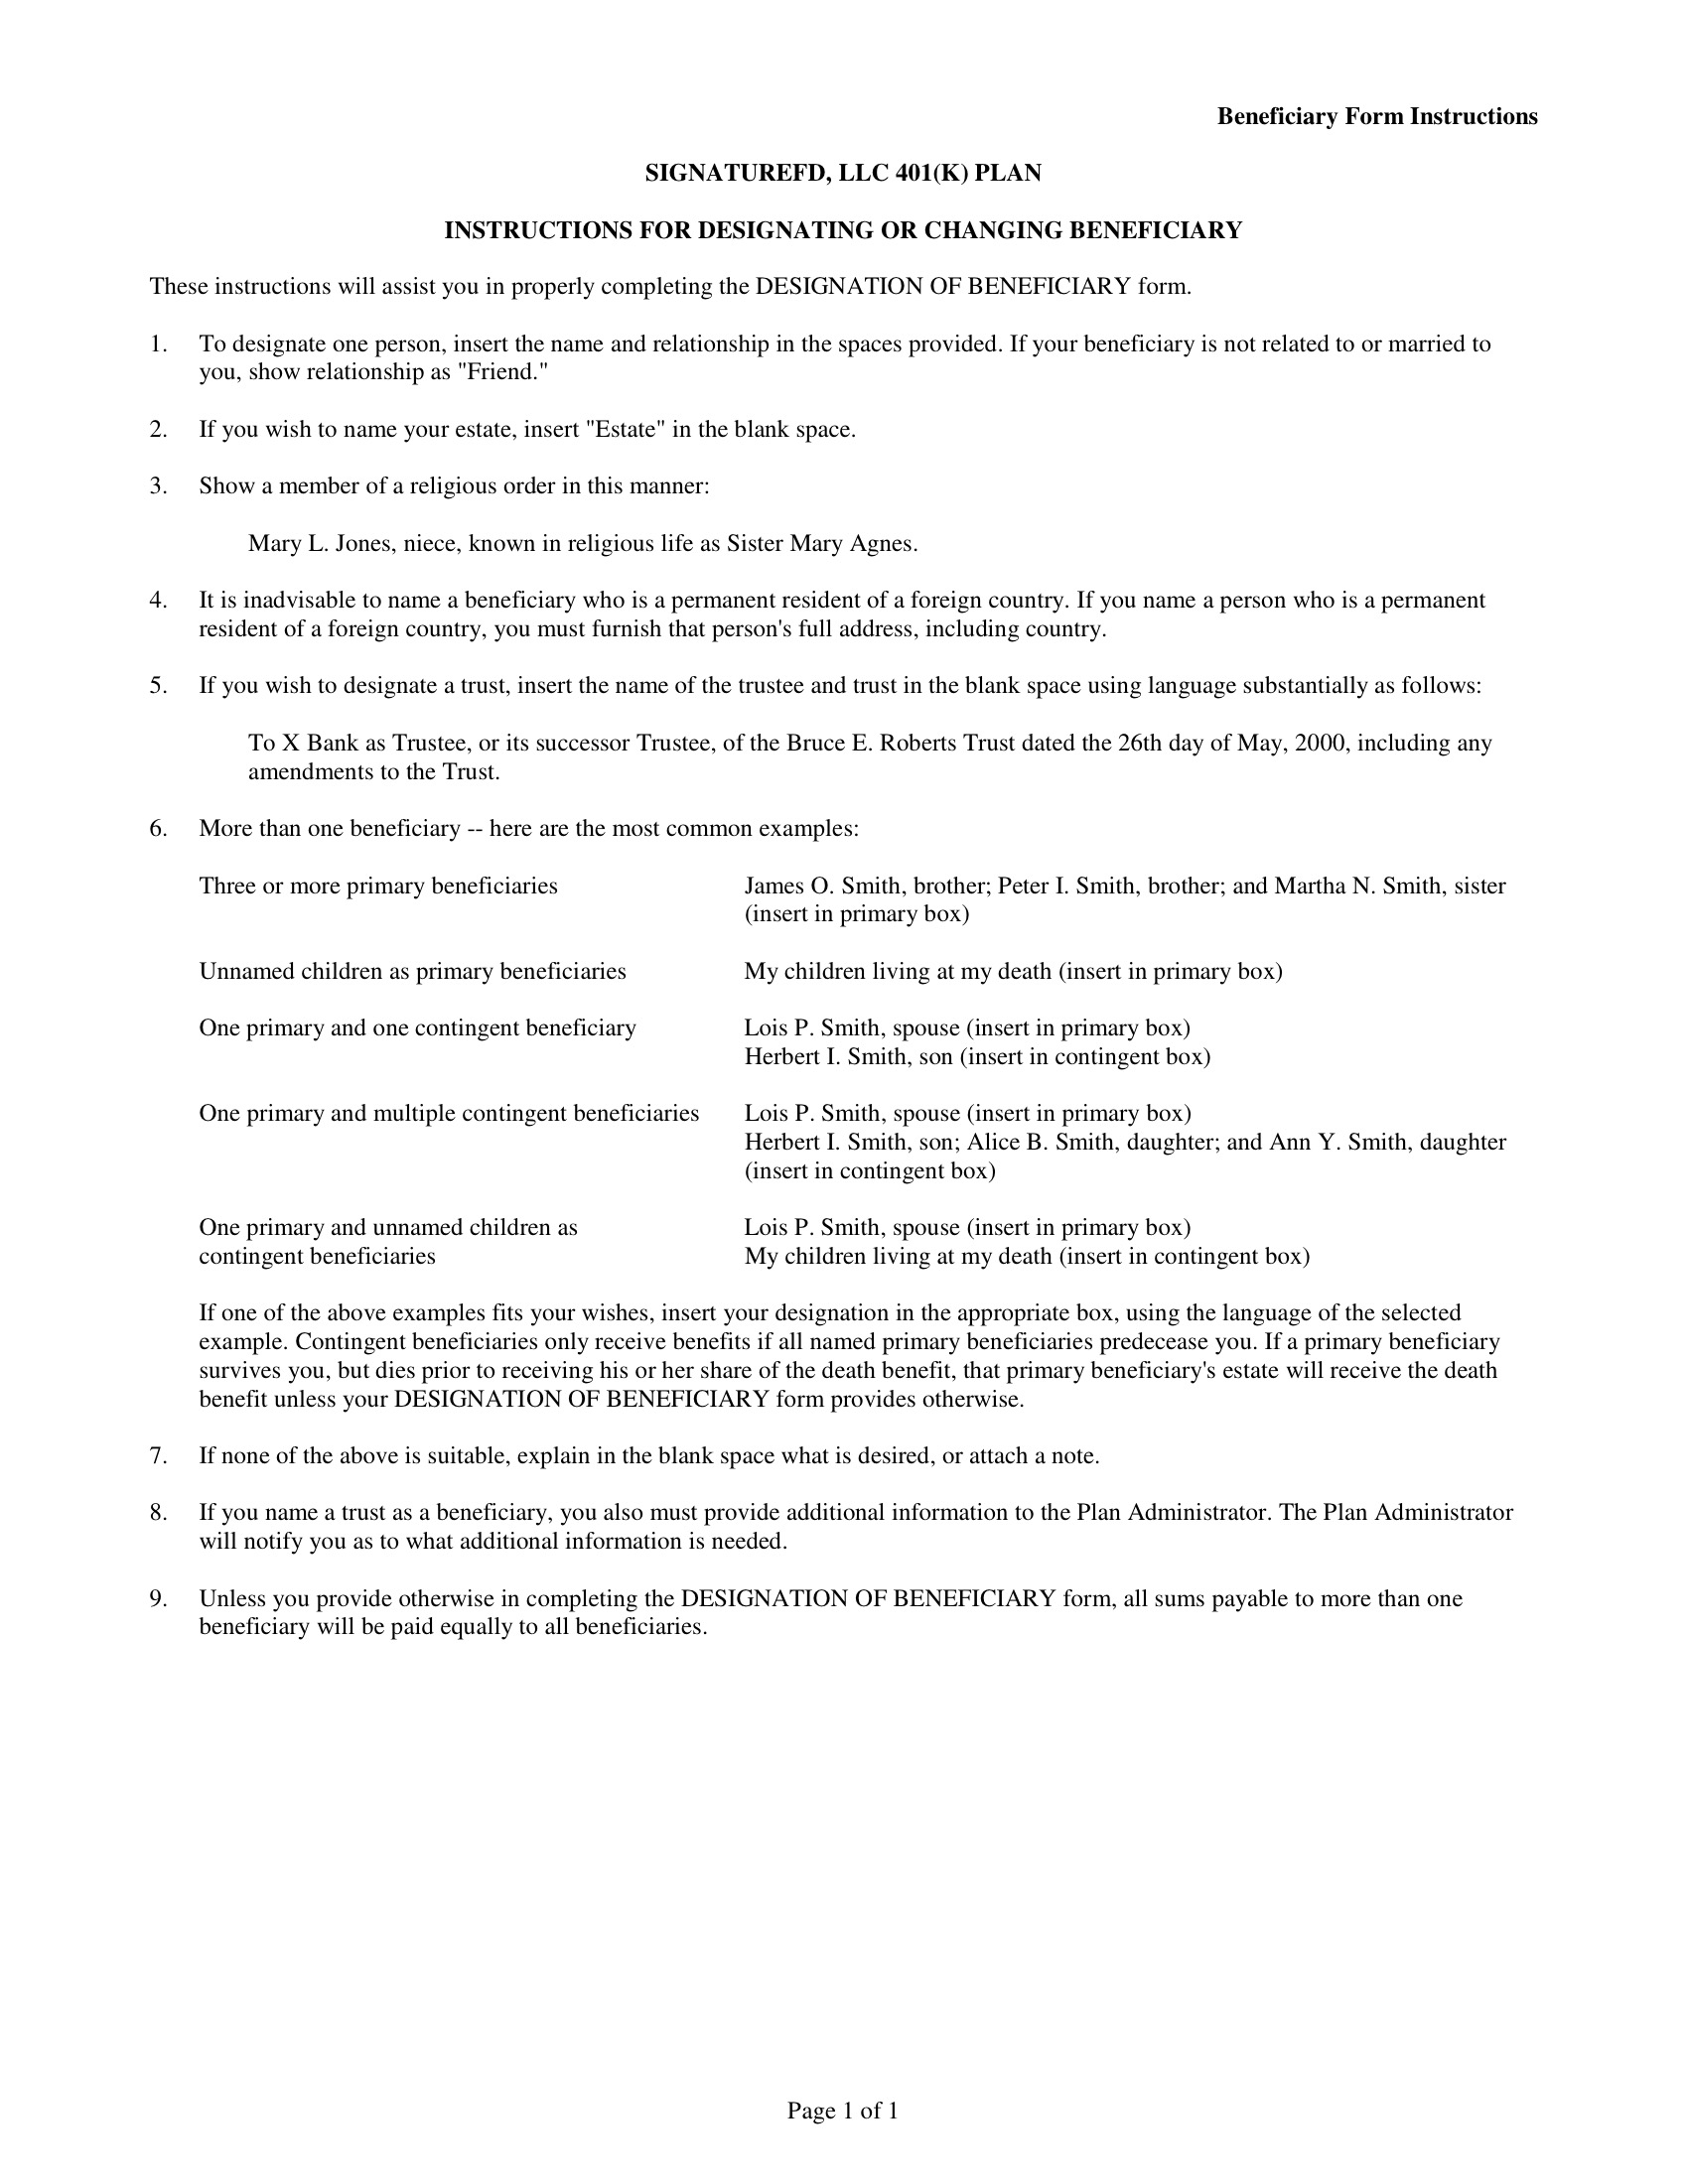 Beneficiary Form Instructions
SIGNATUREFD, LLC 401(K) PLAN
INSTRUCTIONS FOR DESIGNATING OR CHANGING BENEFICIARY
These instructions will assist you in properly completing the DESIGNATION OF BENEFICIARY form.
1. To designate one person, insert the name and relationship in the spaces provided. If your beneficiary is not related to or married to
you, show relationship as "Friend."
2. If you wish to name your estate, insert "Estate" in the blank space.
3. Show a member of a religious order in this manner:
Mary L. Jones, niece, known in religious life as Sister Mary Agnes.
4. It is inadvisable to name a beneficiary who is a permanent resident of a foreign country. If you name a person who is a permanent
resident of a foreign country, you must furnish that person's full address, including country.
5. If you wish to designate a trust, insert the name of the trustee and trust in the blank space using language substantially as follows:
To X Bank as Trustee, or its successor Trustee, of the Bruce E. Roberts Trust dated the 26th day of May, 2000, including any
amendments to the Trust.
6. More than one beneficiary -- here are the most common examples:
Three or more primary beneficiaries James O. Smith, brother; Peter I. Smith, brother; and Martha N. Smith, sister
(insert in primary box)
Unnamed children as primary beneficiaries My children living at my death (insert in primary box)
One primary and one contingent beneficiary Lois P. Smith, spouse (insert in primary box)
Herbert I. Smith, son (insert in contingent box)
One primary and multiple contingent beneficiaries Lois P. Smith, spouse (insert in primary box)
Herbert I. Smith, son; Alice B. Smith, daughter; and Ann Y. Smith, daughter
(insert in contingent box)
One primary and unnamed children as Lois P. Smith, spouse (insert in primary box)
contingent beneficiaries My children living at my death (insert in contingent box)
If one of the above examples fits your wishes, insert your designation in the appropriate box, using the language of the selected
example. Contingent beneficiaries only receive benefits if all named primary beneficiaries predecease you. If a primary beneficiary
survives you, but dies prior to receiving his or her share of the death benefit, that primary beneficiary's estate will receive the death
benefit unless your DESIGNATION OF BENEFICIARY form provides otherwise.
7. If none of the above is suitable, explain in the blank space what is desired, or attach a note.
8. If you name a trust as a beneficiary, you also must provide additional information to the Plan Administrator. The Plan Administrator
will notify you as to what additional information is needed.
9. Unless you provide otherwise in completing the DESIGNATION OF BENEFICIARY form, all sums payable to more than one
beneficiary will be paid equally to all beneficiaries.
Page 1 of 1